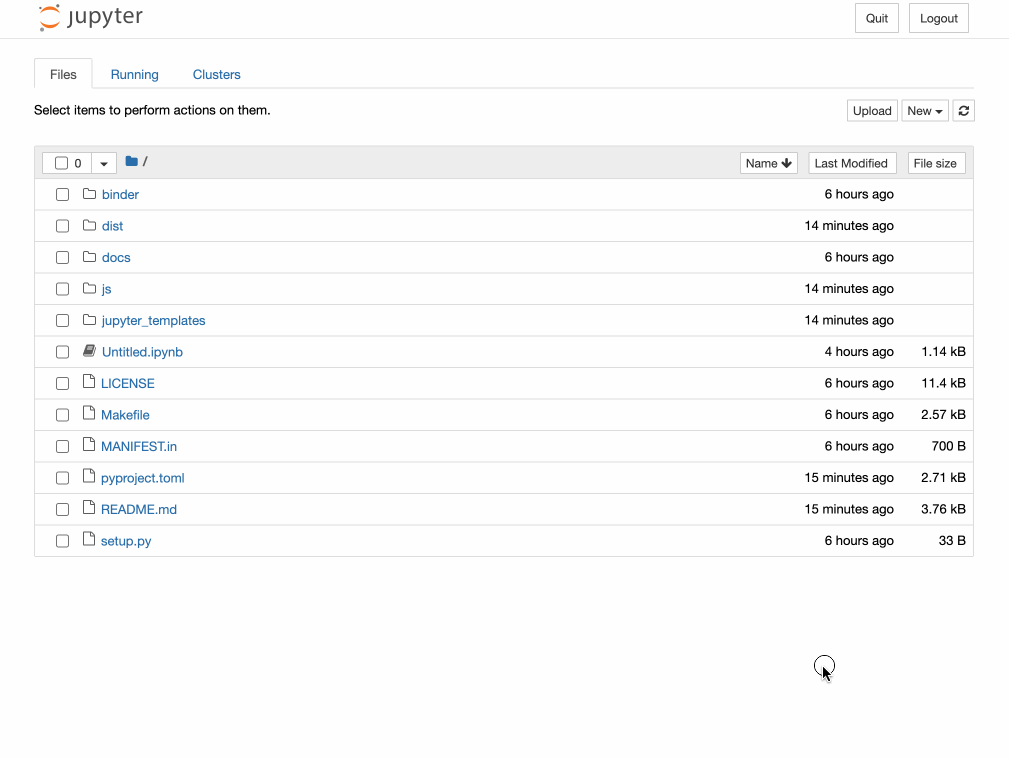 jupyter Quit Logout
Files Running Clusters
Select items to perform actions on them. Upload New
0 / Name Last Modified File size
binder 6 hours ago
dist 14 minutes ago
docs 6 hours ago
js 14 minutes ago
jupyter_templates 14 minutes ago
Untitled.ipynb 4 hours ago 1.14 kB
LICENSE 6 hours ago 11.4 kB
Makefile 6 hours ago 2.57 kB
MANIFEST.in 6 hours ago 700 B
pyproject.toml 15 minutes ago 2.71 kB
README.md 15 minutes ago 3.76 kB
setup.py 6 hours ago 33 B